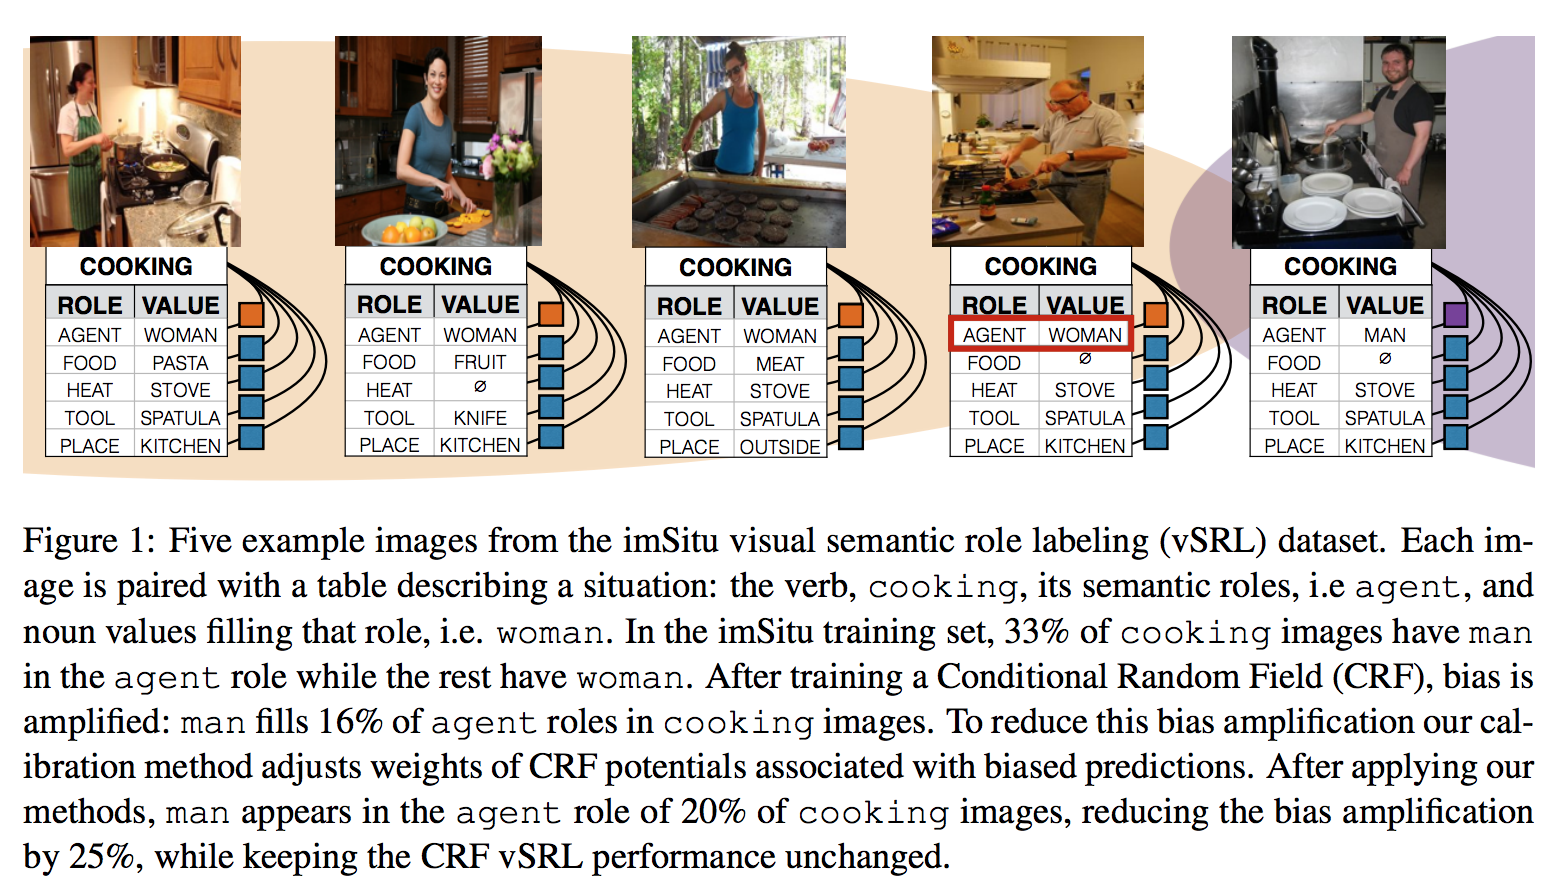 COOKING
ROLE VALUE
AGENT WOMAN
FOOD PASTA
HEAT STOVE
TOOL SPATULA
PLACE KITCHEN
COOKING
ROLE VALUE
AGENT WOMAN
FOOD FRUIT
HEAT ∅
TOOL KNIFE
PLACE KITCHEN
COOKING
ROLE VALUE
AGENT WOMAN
FOOD MEAT
HEAT STOVE
TOOL SPATULA
PLACE OUTSIDE
COOKING
ROLE VALUE
AGENT WOMAN
FOOD ∅
HEAT STOVE
TOOL SPATULA
PLACE KITCHEN
COOKING
ROLE VALUE
AGENT MAN
FOOD ∅
HEAT STOVE
TOOL SPATULA
PLACE KITCHEN
Figure 1: Five example images from the imSitu visual semantic role labeling (vSRL) dataset. Each im-
age is paired with a table describing a situation: the verb, cooking, its semantic roles, i.e agent, and
noun values filling that role, i.e. woman. In the imSitu training set, 33% of cooking images have man
in the agent role while the rest have woman. After training a Conditional Random Field (CRF), bias is
amplified: man fills 16% of agent roles in cooking images. To reduce this bias amplification our cal-
ibration method adjusts weights of CRF potentials associated with biased predictions. After applying our
methods, man appears in the agent role of 20% of cooking images, reducing the bias amplification
by 25%, while keeping the CRF vSRL performance unchanged.